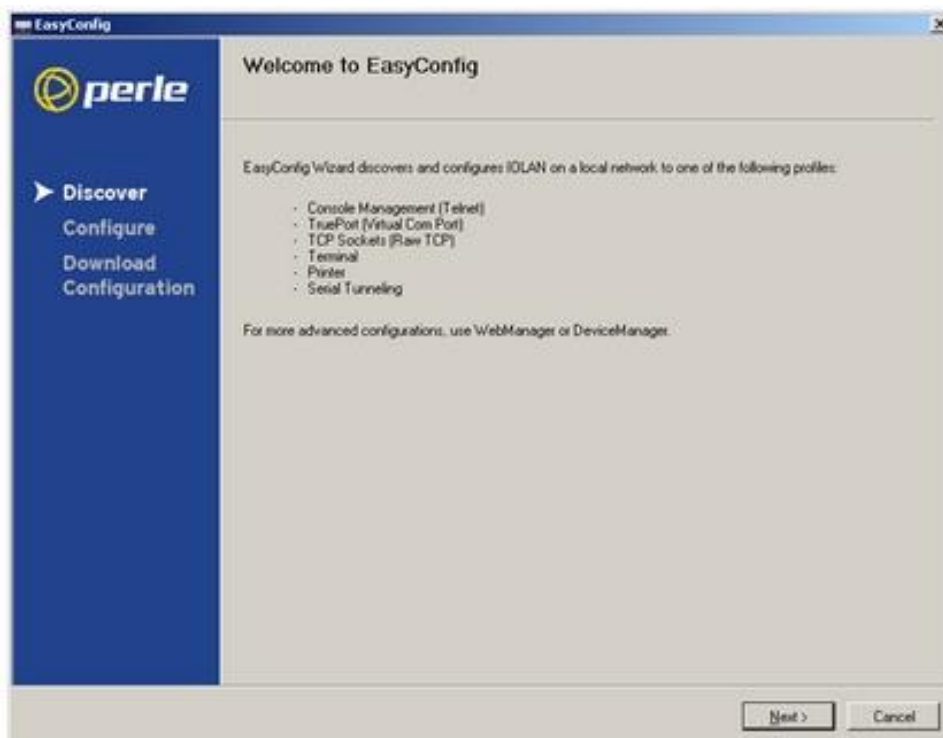 EasyConfig
perle
Welcome to EasyConfig
Discover
Configure
Download
Configuration
EasyConfig Wizard discovers and configures IOLAN on a local network to one of the following profiles:
· Console Management (Telnet)
· TruePort (Virtual Com Port)
· TCP Sockets (Raw TCP)
· Terminal
· Printer
· Serial Tunneling
For more advanced configurations, use WebManager or DeviceManager.
Next >
Cancel